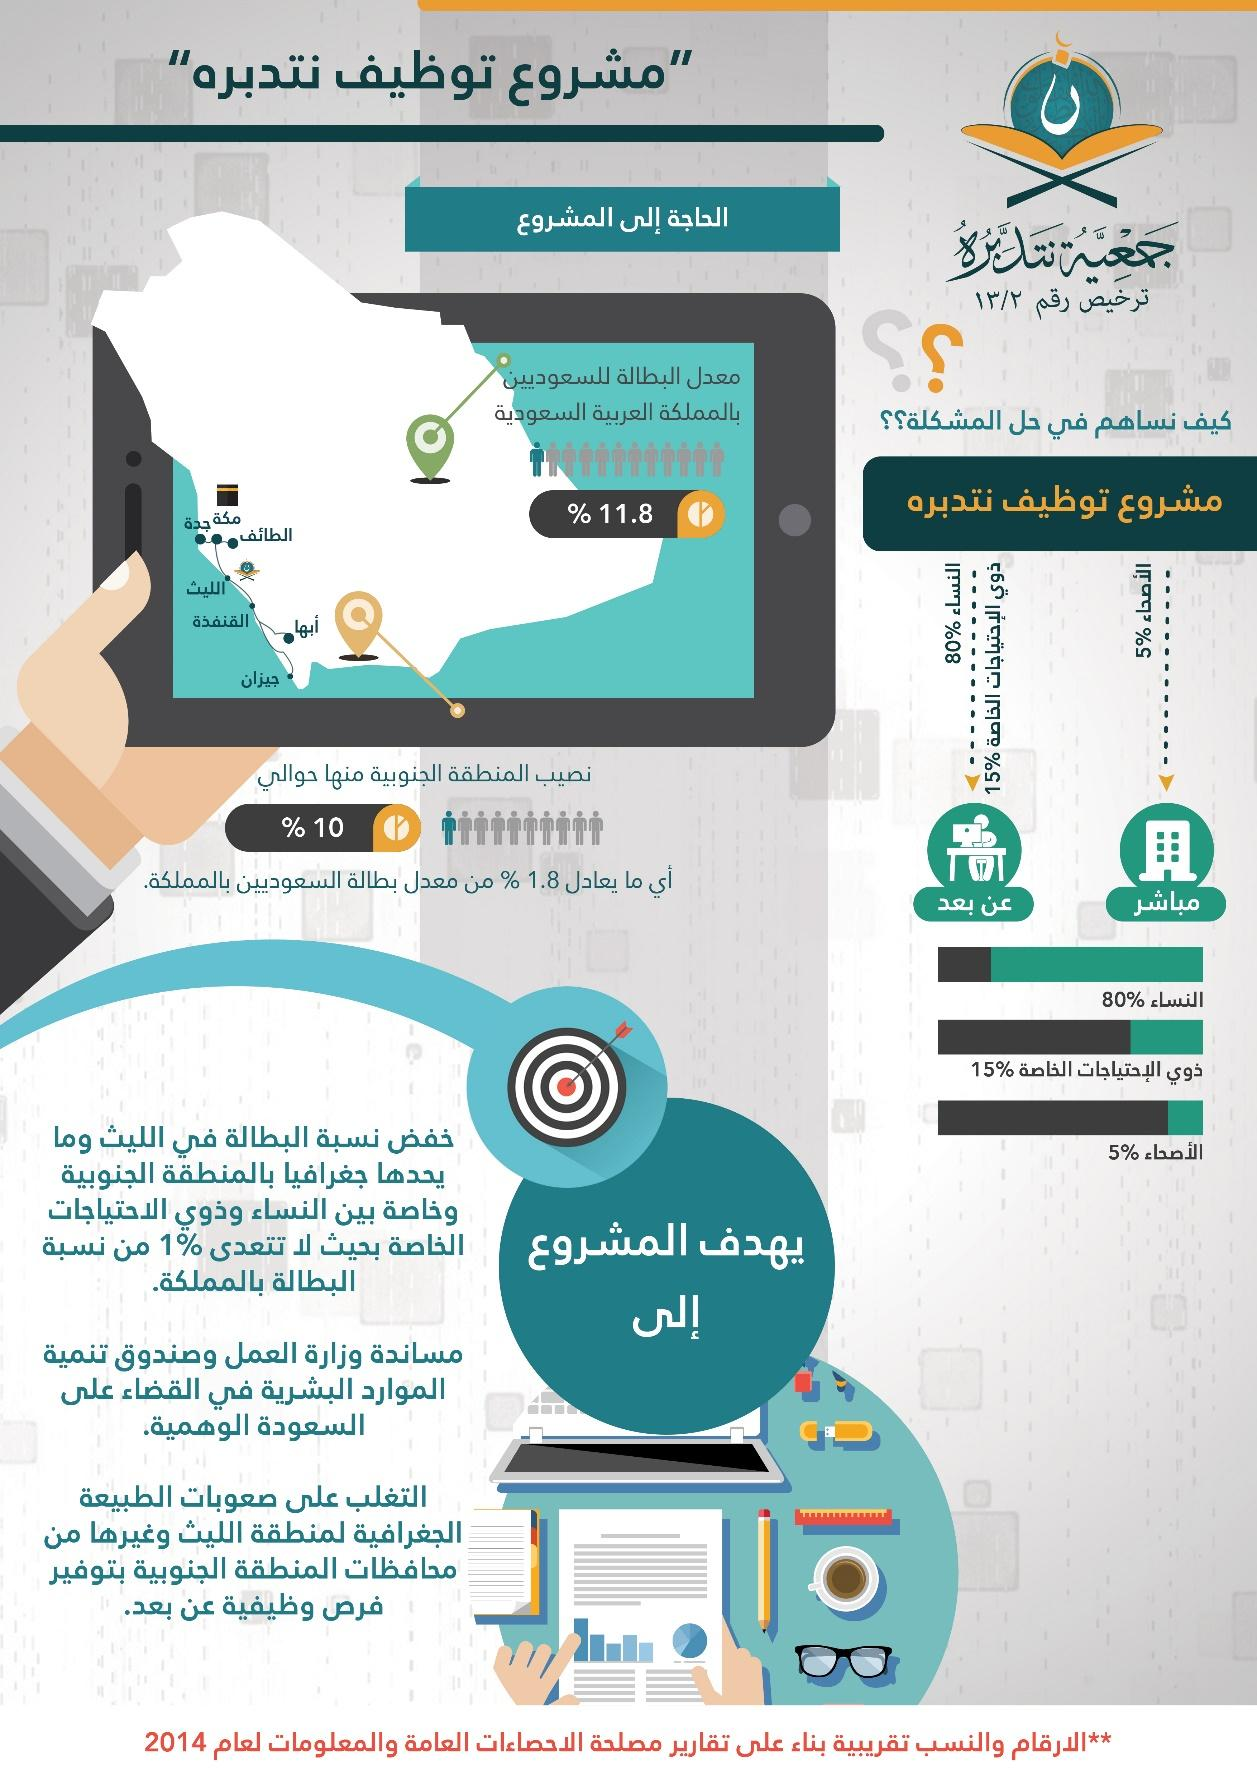 ”مشروع توظيف نتدبره“
جمعية نتدبره
ترخيص رقم ١٣/٢
الحاجة إلى المشروع
معدل البطالة للسعوديين
بالمملكة العربية السعودية
% 11.8
مكة
جدة
الطائف
الليث
القنفذة
أبها
جيزان
نصيب المنطقة الجنوبية منها حوالي
% 10
أي ما يعادل 1.8 % من معدل بطالة السعوديين بالمملكة.
؟؟
كيف نساهم في حل المشكلة؟؟
مشروع توظيف نتدبره
الأصحاء 5%
ذوي الإحتياجات الخاصة 15%
النساء 80%
مباشر
عن بعد
النساء 80%
ذوي الإحتياجات الخاصة 15%
الأصحاء 5%
يهدف المشروع
إلى
خفض نسبة البطالة في الليث وما
يحدها جغرافيا بالمنطقة الجنوبية
وخاصة بين النساء وذوي الاحتياجات
الخاصة بحيث لا تتعدى 1% من نسبة
البطالة بالمملكة.
مساندة وزارة العمل وصندوق تنمية
الموارد البشرية في القضاء على
السعودة الوهمية.
التغلب على صعوبات الطبيعة
الجغرافية لمنطقة الليث وغيرها من
محافظات المنطقة الجنوبية بتوفير
فرص وظيفية عن بعد.
**الارقام والنسب تقريبية بناء على تقارير مصلحة الاحصاءات العامة والمعلومات لعام 2014